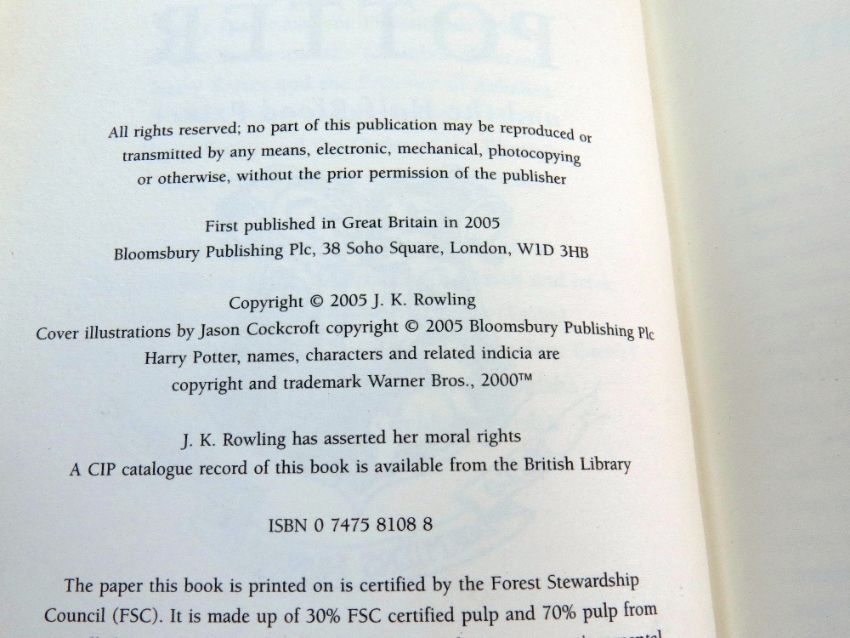 POTTER
All rights reserved; no part of this publication may be reproduced or
transmitted by any means, electronic, mechanical, photocopying
or otherwise, without the prior permission of the publisher
First published in Great Britain in 2005
Bloomsbury Publishing Plc, 38 Soho Square, London, W1D 3HB
Copyright © 2005 J. K. Rowling
Cover illustrations by Jason Cockcroft copyright © 2005 Bloomsbury Publishing Plc
Harry Potter, names, characters and related indicia are
copyright and trademark Warner Bros., 2000™
J. K. Rowling has asserted her moral rights
A CIP catalogue record of this book is available from the British Library
ISBN 0 7475 8108 8
The paper this book is printed on is certified by the Forest Stewardship
Council (FSC). It is made up of 30% FSC certified pulp and 70% pulp from